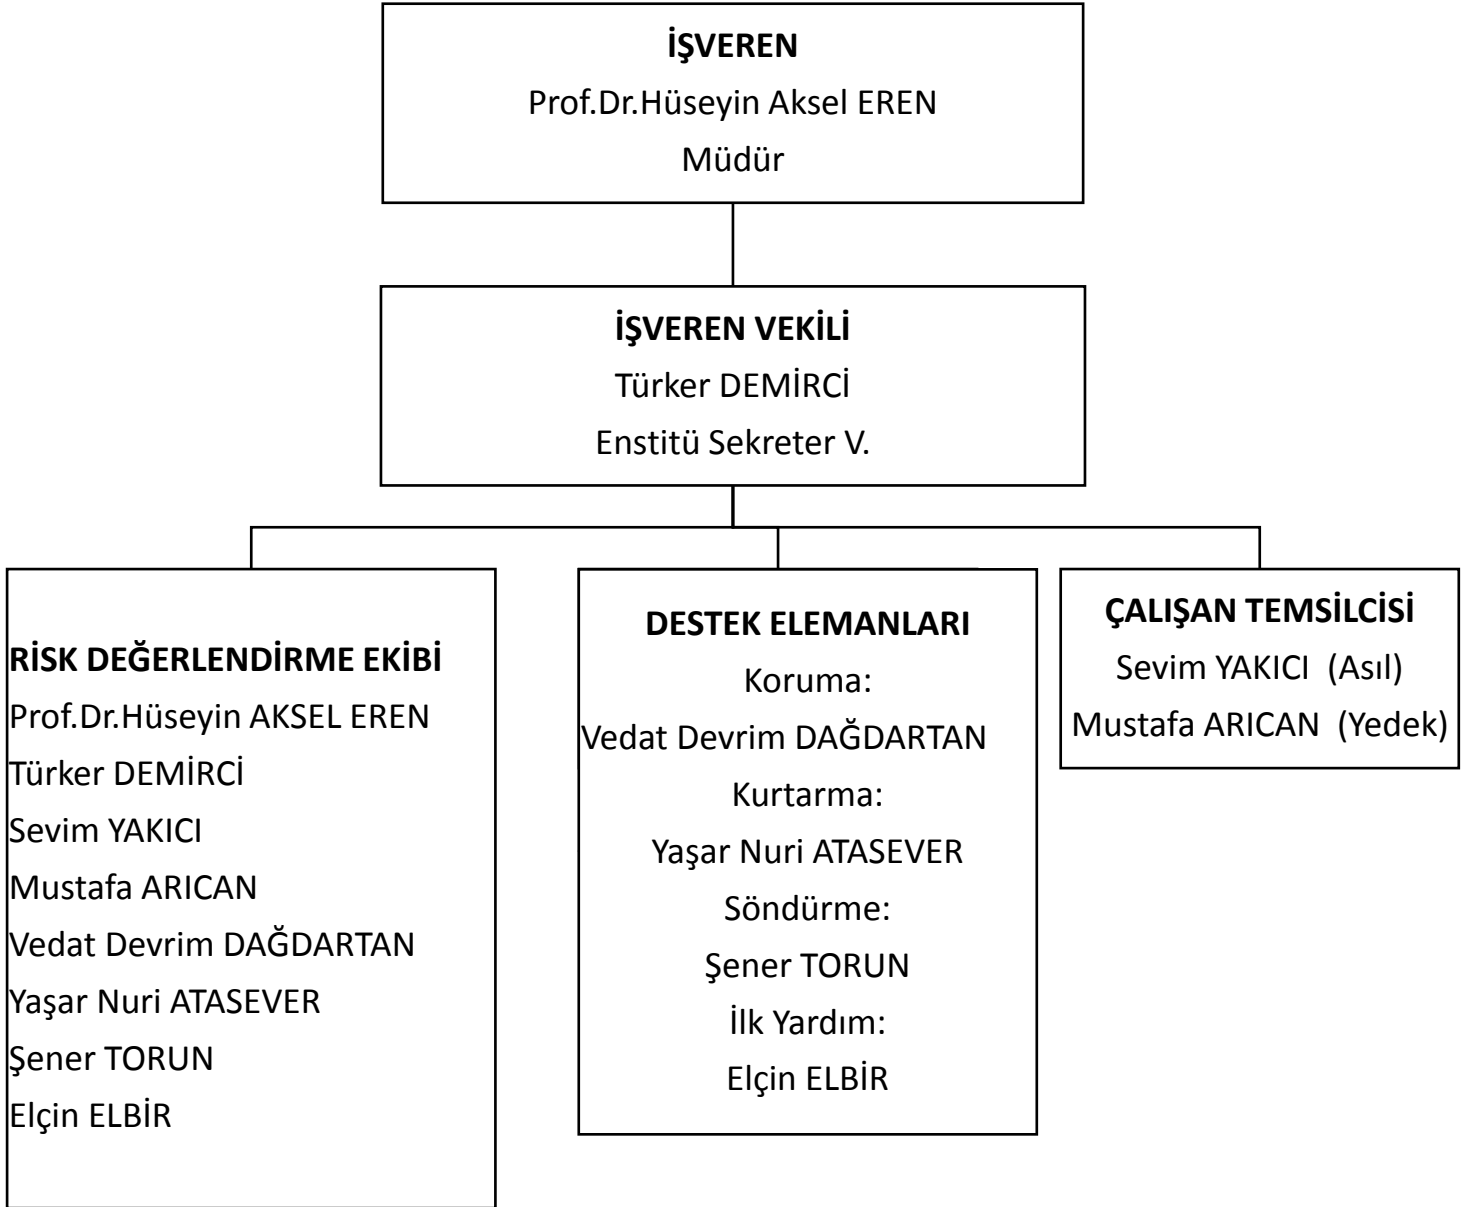 İŞVEREN
Prof.Dr.Hüseyin Aksel EREN
Müdür
İŞVEREN VEKİLİ
Türker DEMİRCİ
Enstitü Sekreter V.
RİSK DEĞERLENDİRME EKİBİ
Prof.Dr.Hüseyin AKSEL EREN
Türker DEMİRCİ
Sevim YAKICI
Mustafa ARICAN
Vedat Devrim DAĞDARTAN
Yaşar Nuri ATASEVER
Şener TORUN
Elçin ELBİR
DESTEK ELEMANLARI
Koruma:
Vedat Devrim DAĞDARTAN
Kurtarma:
Yaşar Nuri ATASEVER
Söndürme:
Şener TORUN
İlk Yardım:
Elçin ELBİR
ÇALIŞAN TEMSİLCİSİ
Sevim YAKICI  (Asıl)
Mustafa ARICAN  (Yedek)